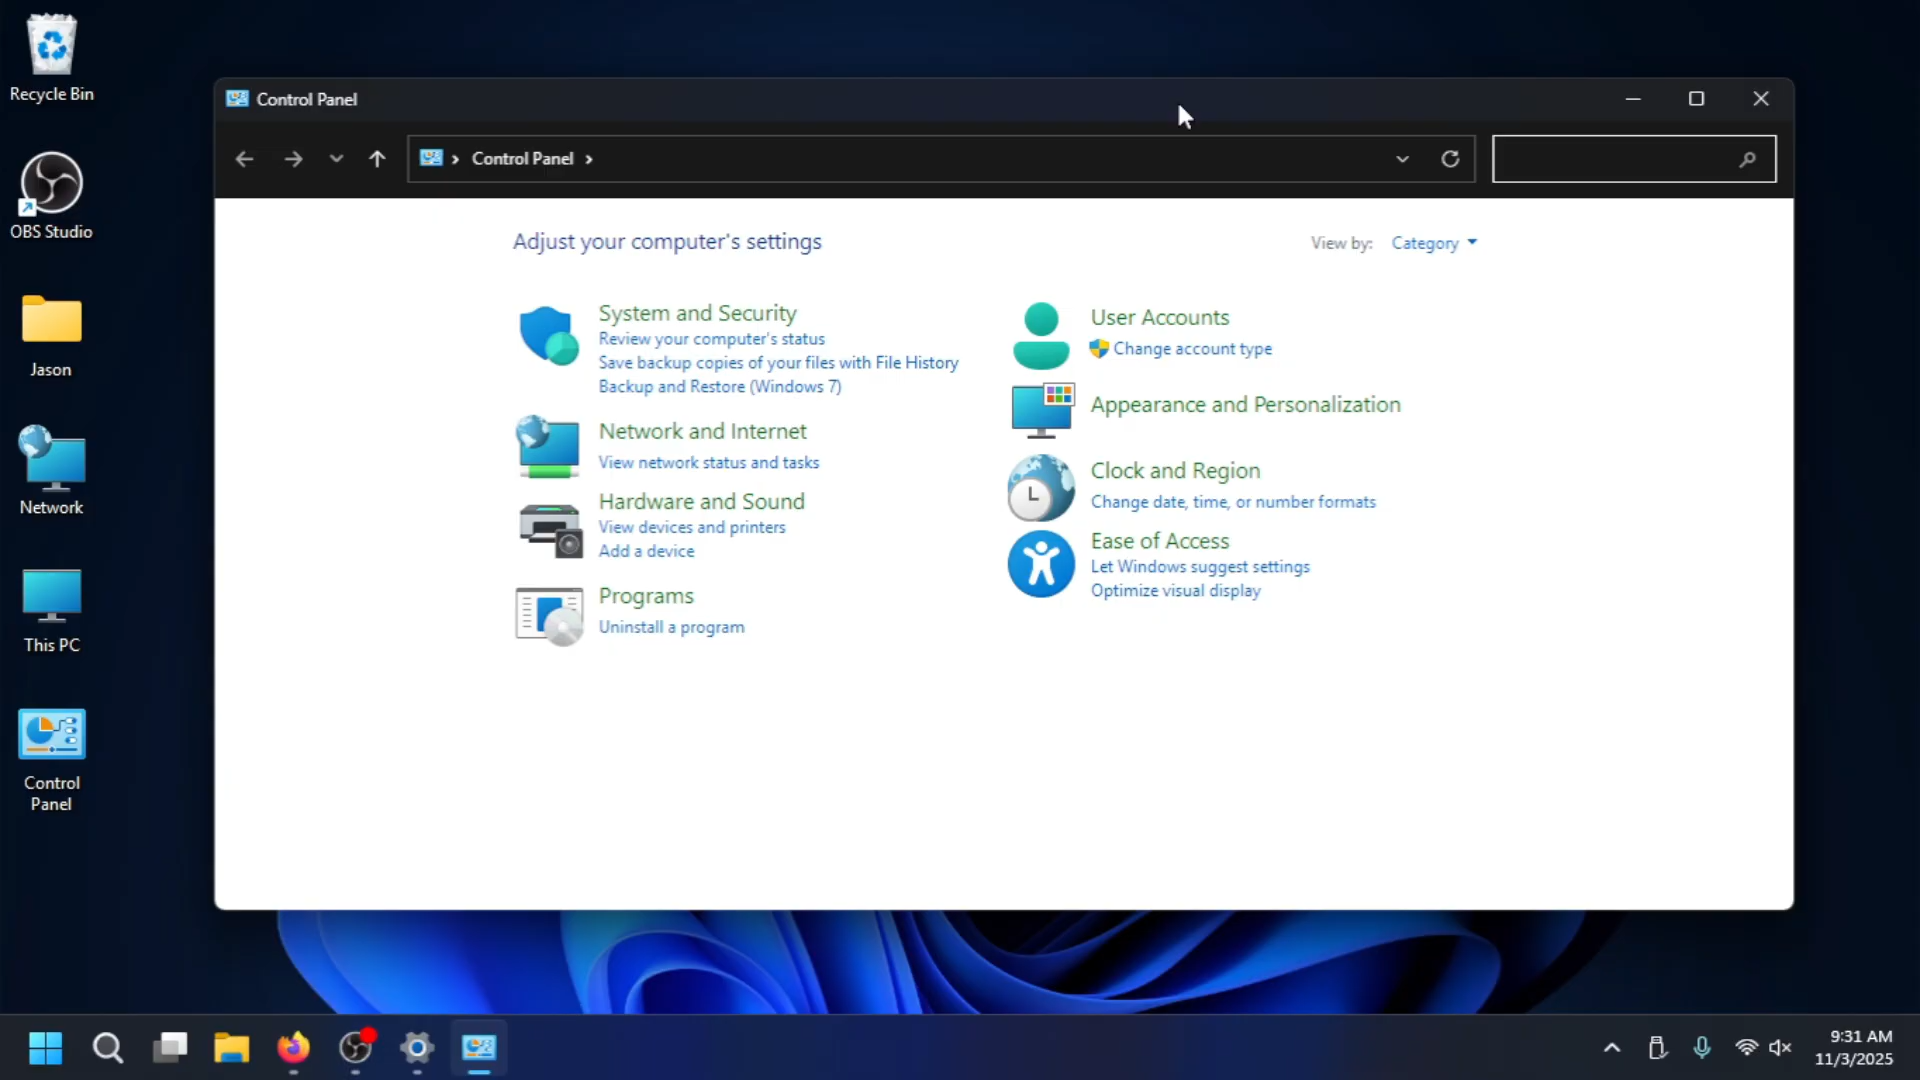 Recycle Bin
OBS Studio
Jason
Network
This PC
Control
Panel
Control Panel
Control Panel
Adjust your computer's settings
View by: Category
System and Security
Review your computer's status
Save backup copies of your files with File History
Backup and Restore (Windows 7)
Network and Internet
View network status and tasks
Hardware and Sound
View devices and printers
Add a device
Programs
Uninstall a program
User Accounts
Change account type
Appearance and Personalization
Clock and Region
Change date, time, or number formats
Ease of Access
Let Windows suggest settings
Optimize visual display
9:31 AM
11/3/2025